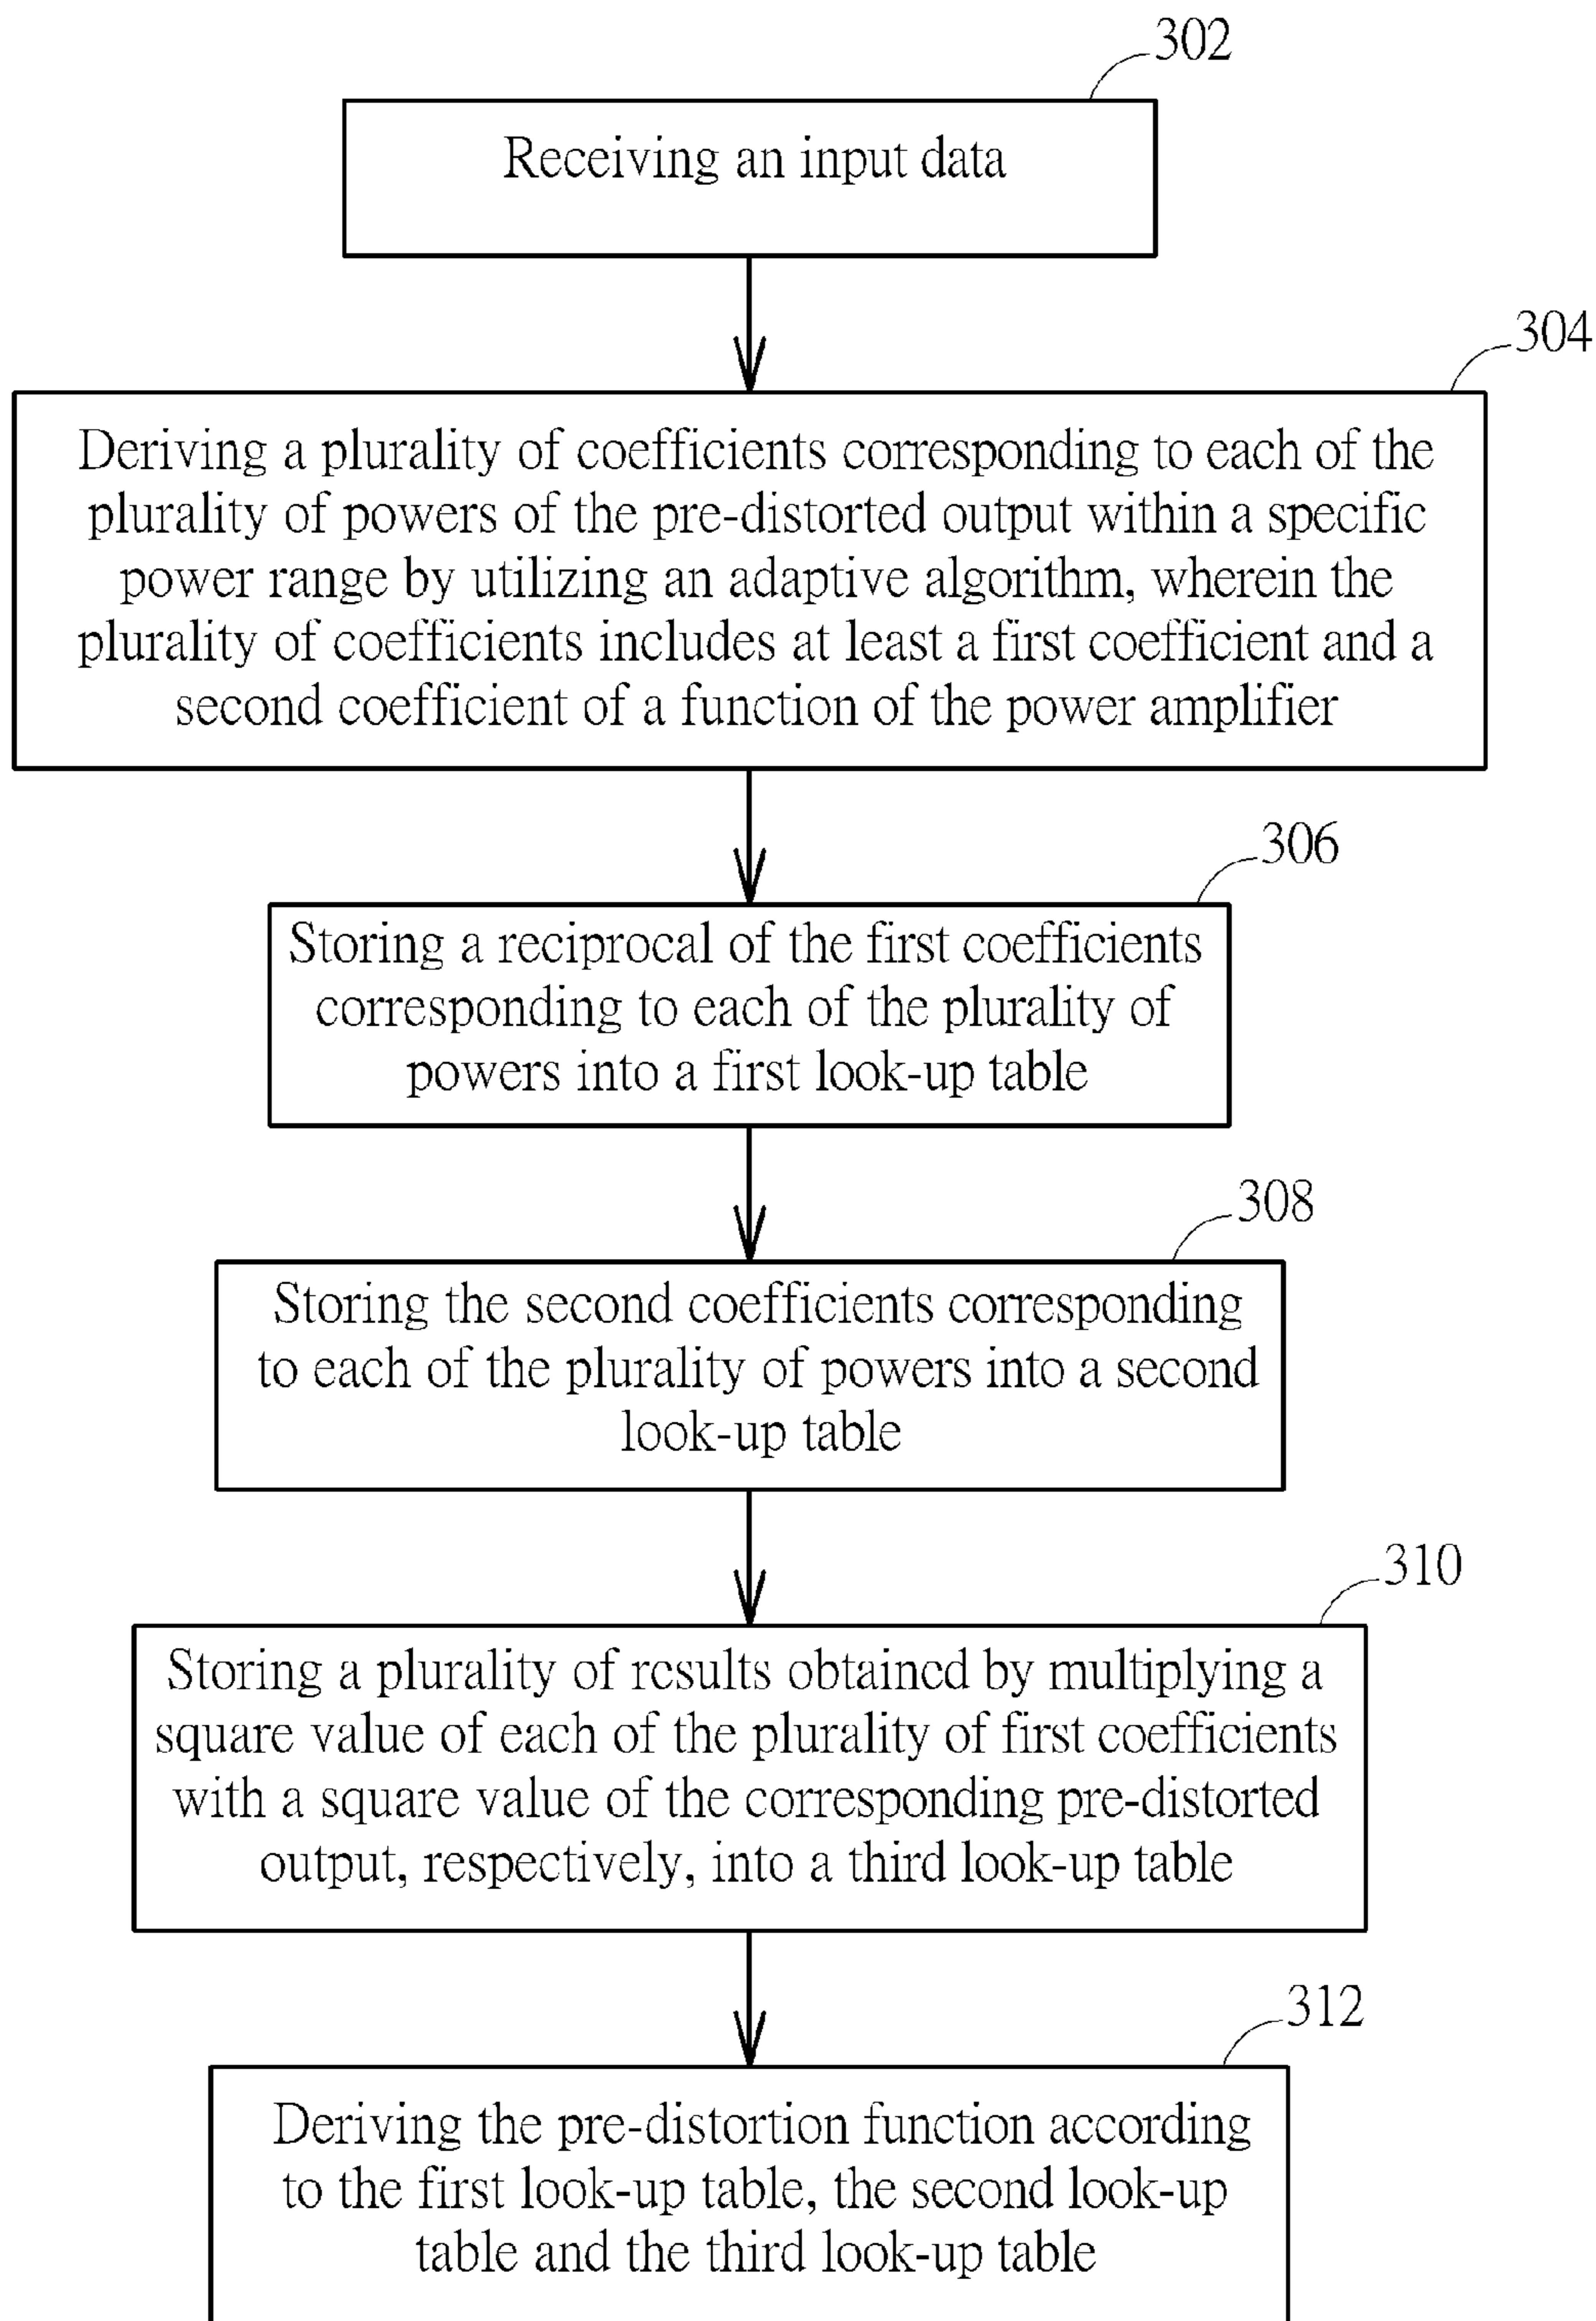 302
Receiving an input data
304
Deriving a plurality of coefficients corresponding to each of the
plurality of powers of the pre-distorted output within a specific
power range by utilizing an adaptive algorithm, wherein the
plurality of coefficients includes at least a first coefficient and a
second coefficient of a function of the power amplifier
306
Storing a reciprocal of the first coefficients
corresponding to each of the plurality of
powers into a first look-up table
308
Storing the second coefficients corresponding
to each of the plurality of powers into a second
look-up table
310
Storing a plurality of results obtained by multiplying a
square value of each of the plurality of first coefficients
with a square value of the corresponding pre-distorted
output, respectively, into a third look-up table
312
Deriving the pre-distortion function according
to the first look-up table, the second look-up
table and the third look-up table